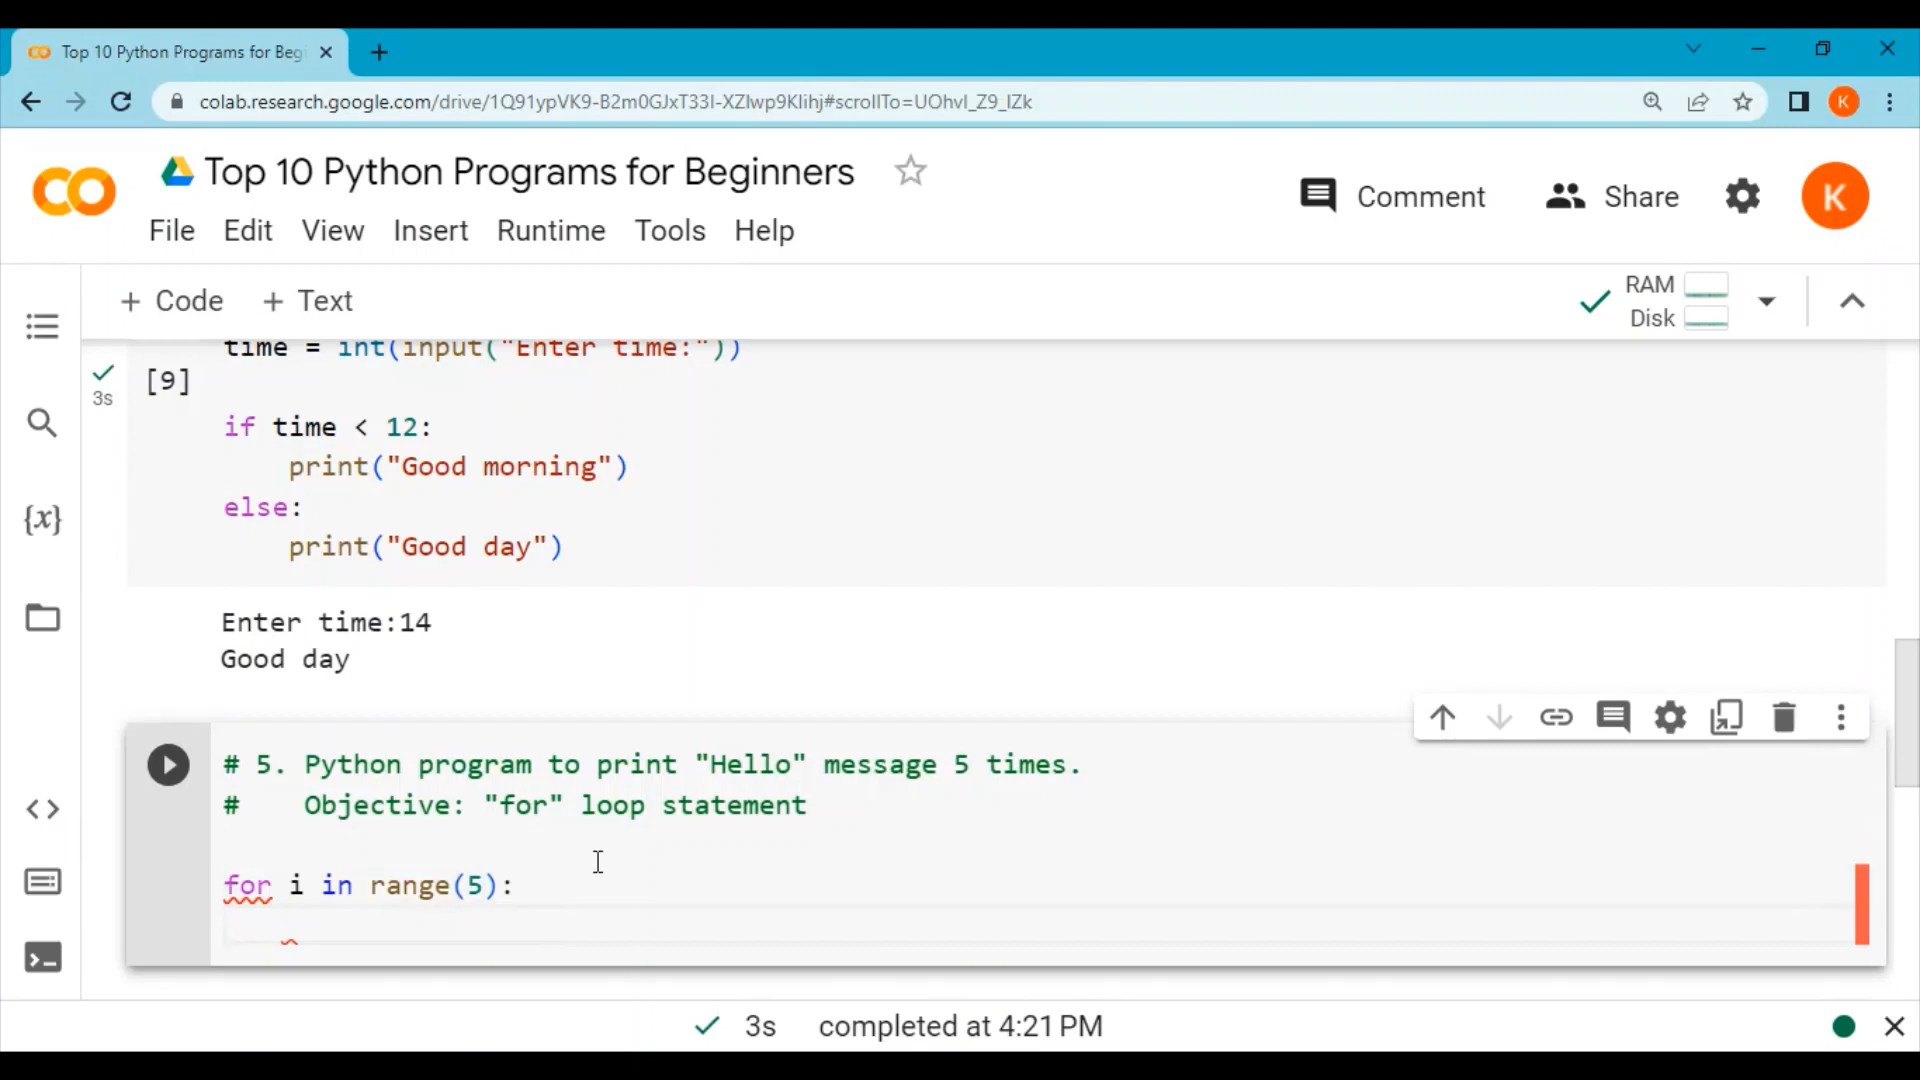 Top 10 Python Programs for Beg
colab.research.google.com/drive/1Q91ypVK9-B2m0GJxT33I-XZlwp9Klihj#scrollTo=UOhvI_Z9_IZk
K
Top 10 Python Programs for Beginners
Comment
Share
K
File Edit View Insert Runtime Tools Help
+ Code + Text
RAM
Disk
time = int(input("Enter time:"))
3s
[9]
if time < 12:
print("Good morning")
else:
print("Good day")
Enter time:14
Good day
# 5. Python program to print "Hello" message 5 times.
# Objective: "for" loop statement
for i in range(5):
3s completed at 4:21 PM